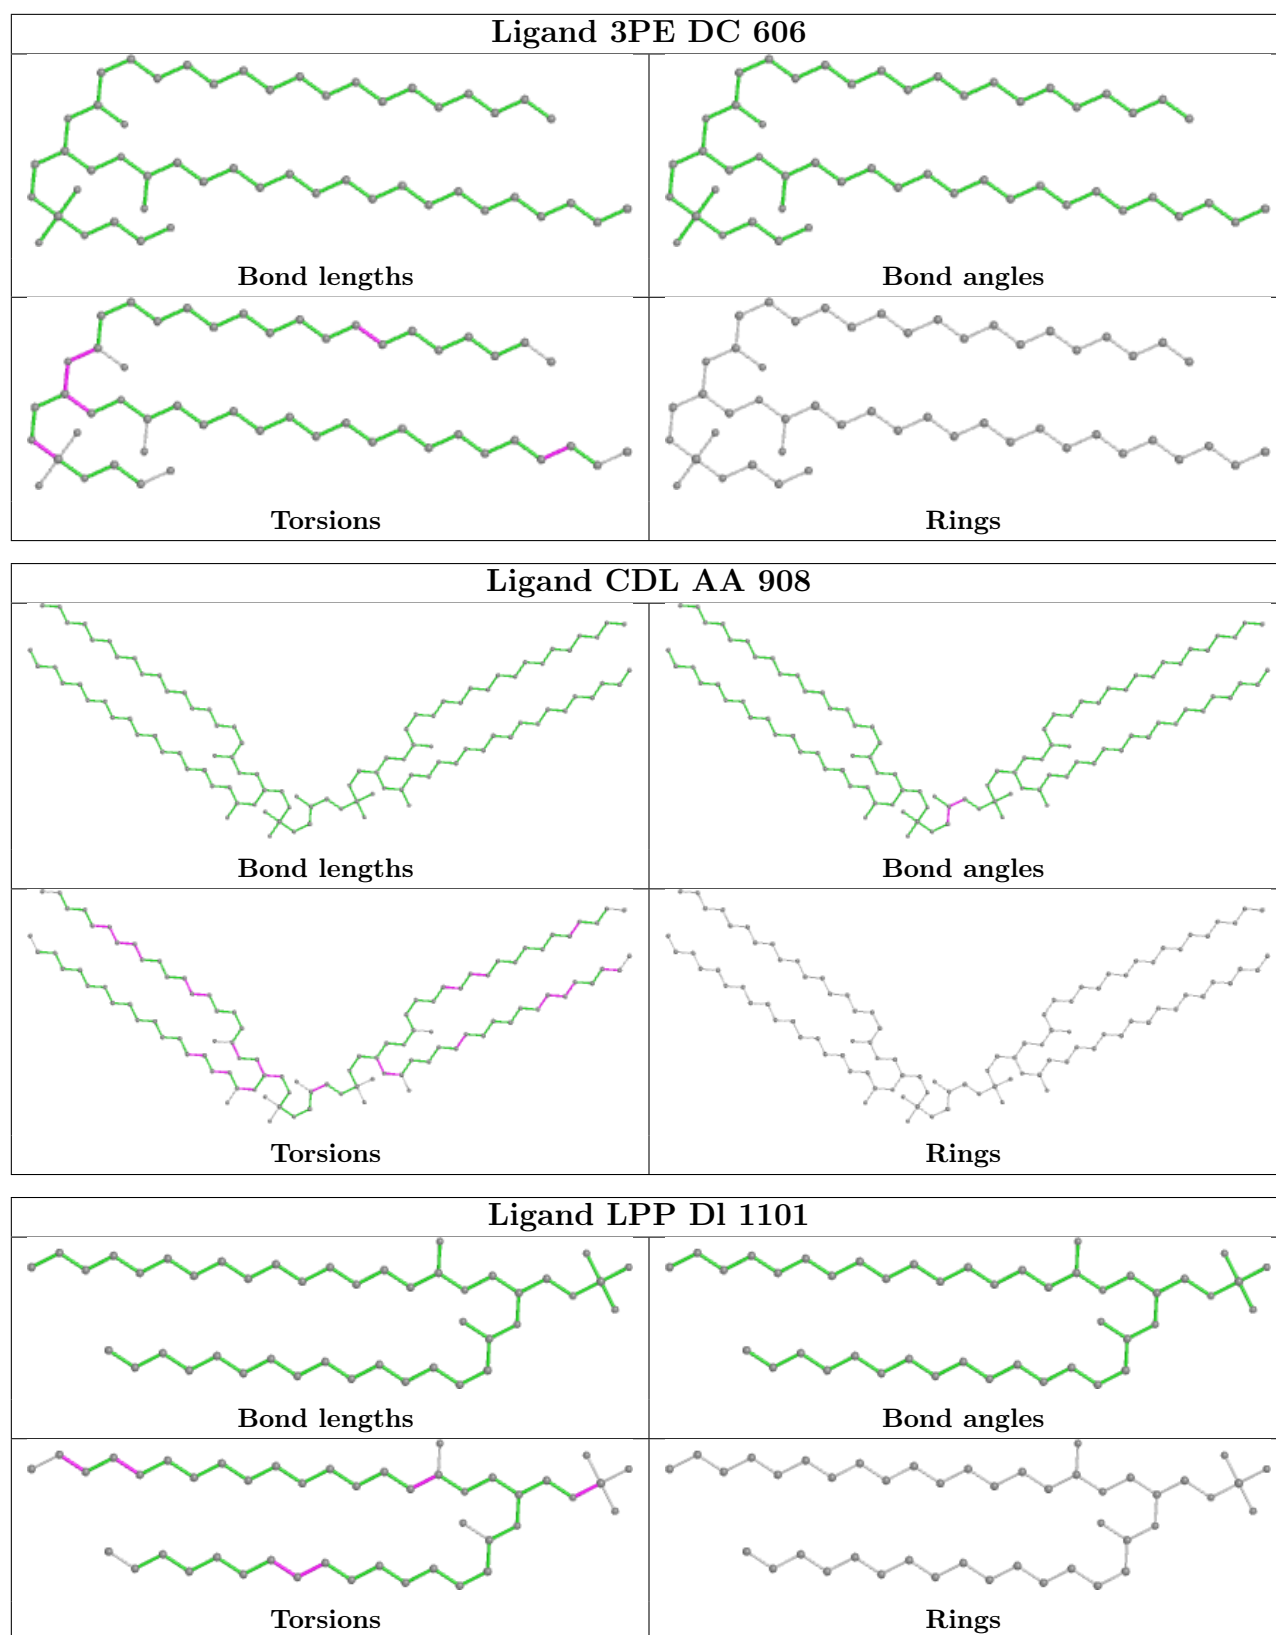 Ligand 3PE DC 606
Bond lengths
Bond angles
Torsions
Rings
Ligand CDL AA 908
Bond lengths
Bond angles
Torsions
Rings
Ligand LPP Dl 1101
Bond lengths
Bond angles
Torsions
Rings